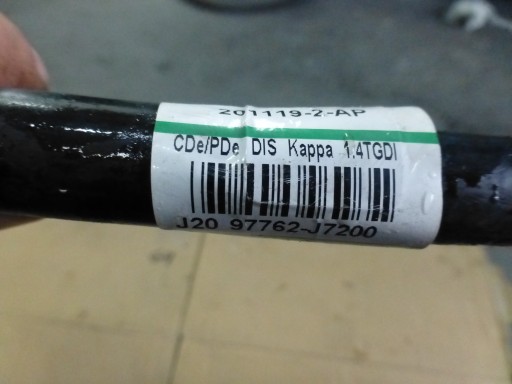 201119-2-AP
CDe/PDe DIS Kappa 1.4TGDI
J20 97762-J7200